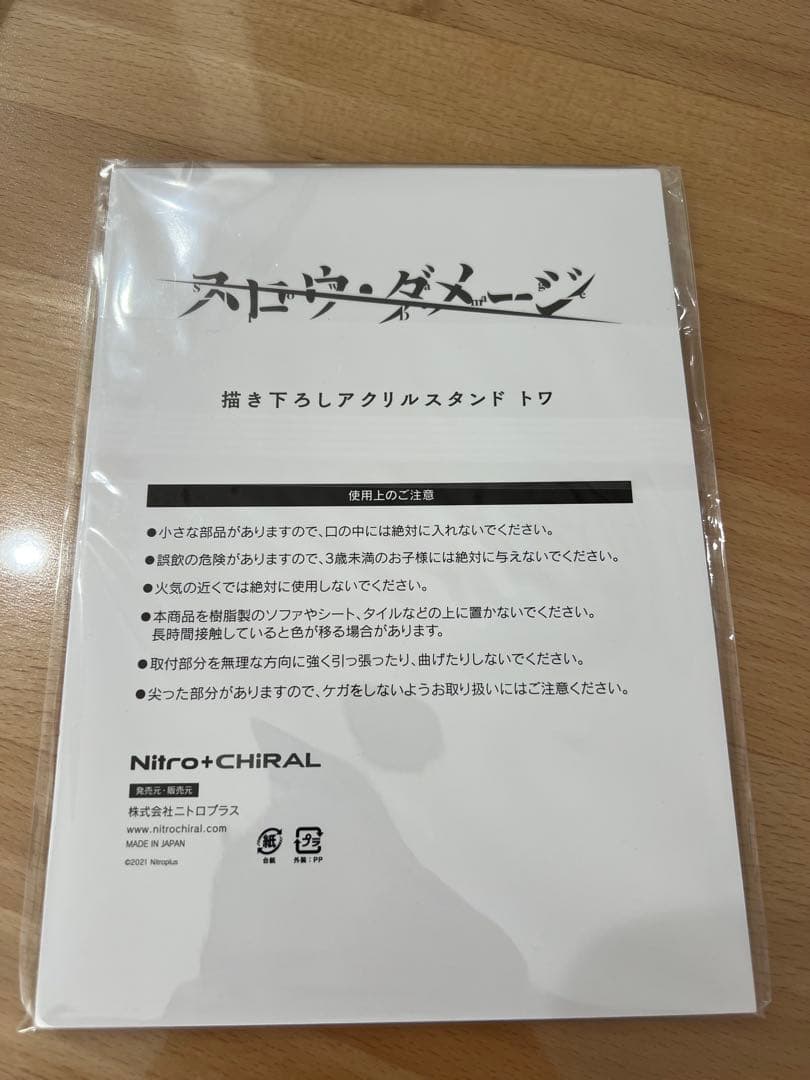 スロウ・ダメージ
Slow Damage
描き下ろしアクリルスタンド トワ
使用上のご注意
●小さな部品がありますので、口の中には絶対に入れないでください。
●誤飲の危険がありますので、3歳未満のお子様には絶対に与えないでください。
●火気の近くでは絶対に使用しないでください。
●本商品を樹脂製のソファやシート、タイルなどの上に置かないでください。
長時間接触していると色が移る場合があります。
●取付部分を無理な方向に強く引っ張ったり、曲げたりしないでください。
●尖った部分がありますので、ケガをしないようお取り扱いにはご注意ください。
Nitro+CHiRAL
発売元・販売元
株式会社ニトロプラス
www.nitrochiral.com
MADE IN JAPAN
©2021 Nitroplus
紙 プラ
台紙 外装:PP